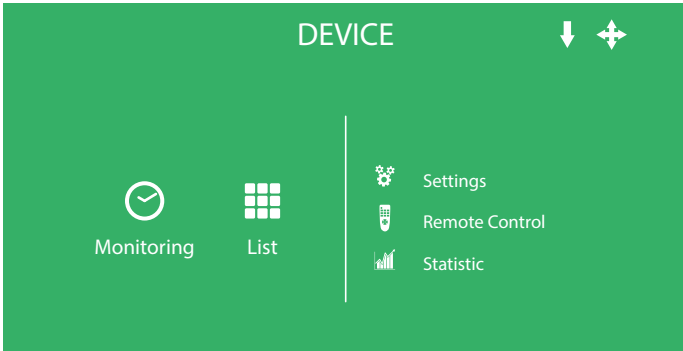 DEVICE
Monitoring
List
Settings
Remote Control
Statistic